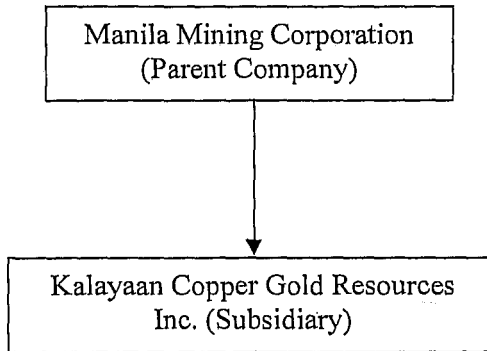 Manila Mining Corporation
(Parent Company)
Kalayaan Copper Gold Resources
Inc. (Subsidiary)